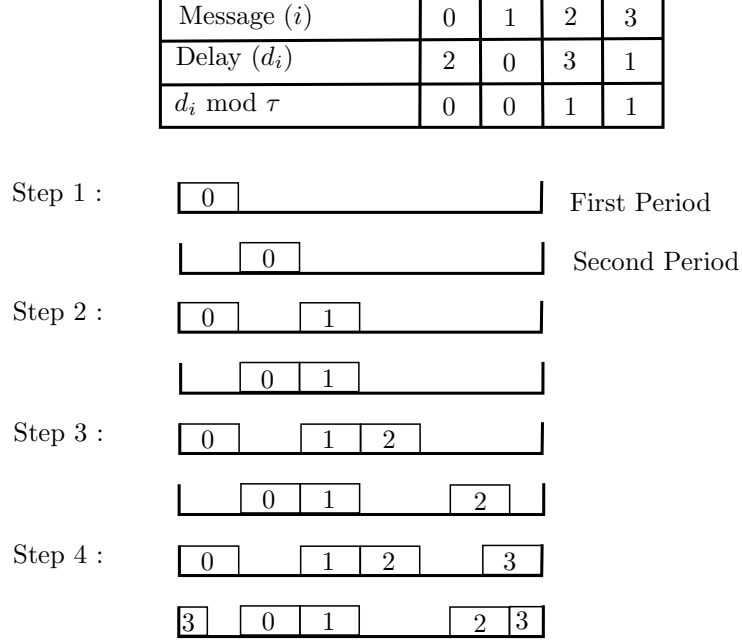 Message (i) 0 1 2 3
Delay (dᵢ) 2 0 3 1
dᵢ mod τ 0 0 1 1
Step 1 : 0 First Period
0 Second Period
Step 2 : 0 1
0 1
Step 3 : 0 1 2
0 1 2
Step 4 : 0 1 2 3
3 0 1 2 3